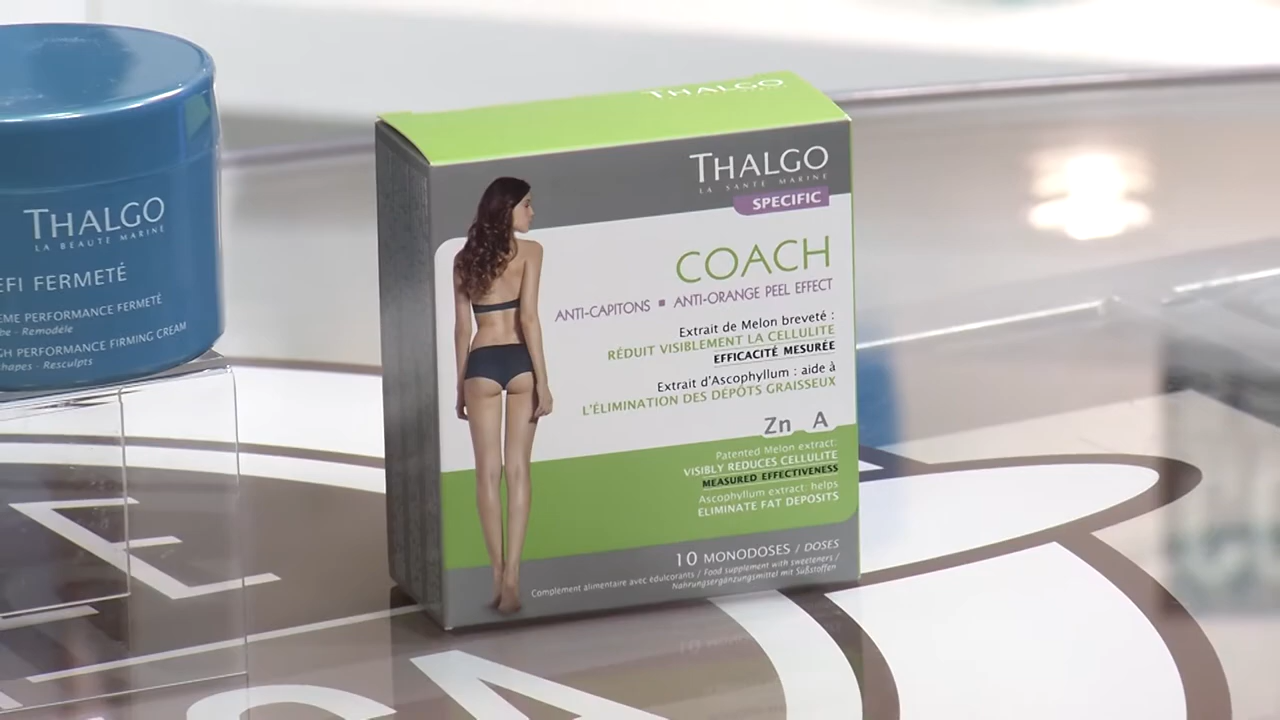 THALGO
LA BEAUTÉ MARINE
EFI FERMETÉ
ÈME PERFORMANCE FERMETÉ
be - Remodèle
GH PERFORMANCE FIRMING CREAM
hapes - Resculpts
THALGO
THALGO
LA SANTÉ MARINE
SPECIFIC
COACH
ANTI-CAPITONS ▪ ANTI-ORANGE PEEL EFFECT
Extrait de Melon breveté :
RÉDUIT VISIBLEMENT LA CELLULITE
EFFICACITÉ MESURÉE
Extrait d'Ascophyllum : aide à
L'ÉLIMINATION DES DÉPÔTS GRAISSEUX
Zn A
Patented Melon extract:
VISIBLY REDUCES CELLULITE
MEASURED EFFECTIVENESS
Ascophyllum extract: helps
ELIMINATE FAT DEPOSITS
10 MONODOSES / DOSES
Complément alimentaire avec édulcorants / Food supplement with sweeteners /
Nahrungsergänzungsmittel mit Süßstoffen